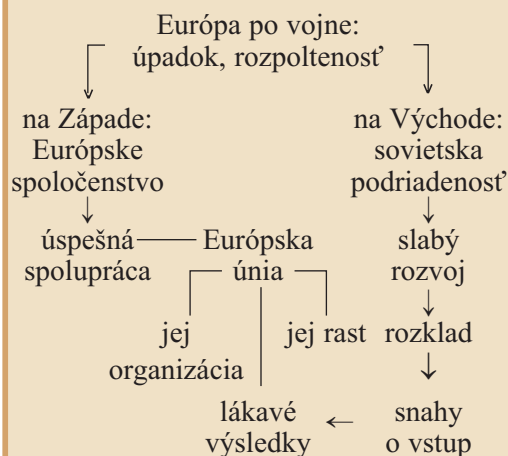 Európa po vojne:
úpadok, rozpoltenosť
na Západe:
Európske
spoločenstvo
na Východe:
sovietska
podriadenosť
úspešná
spolupráca
Európska
únia
slabý
rozvoj
jej
organizácia
jej rast
rozklad
lákavé
výsledky
snahy
o vstup